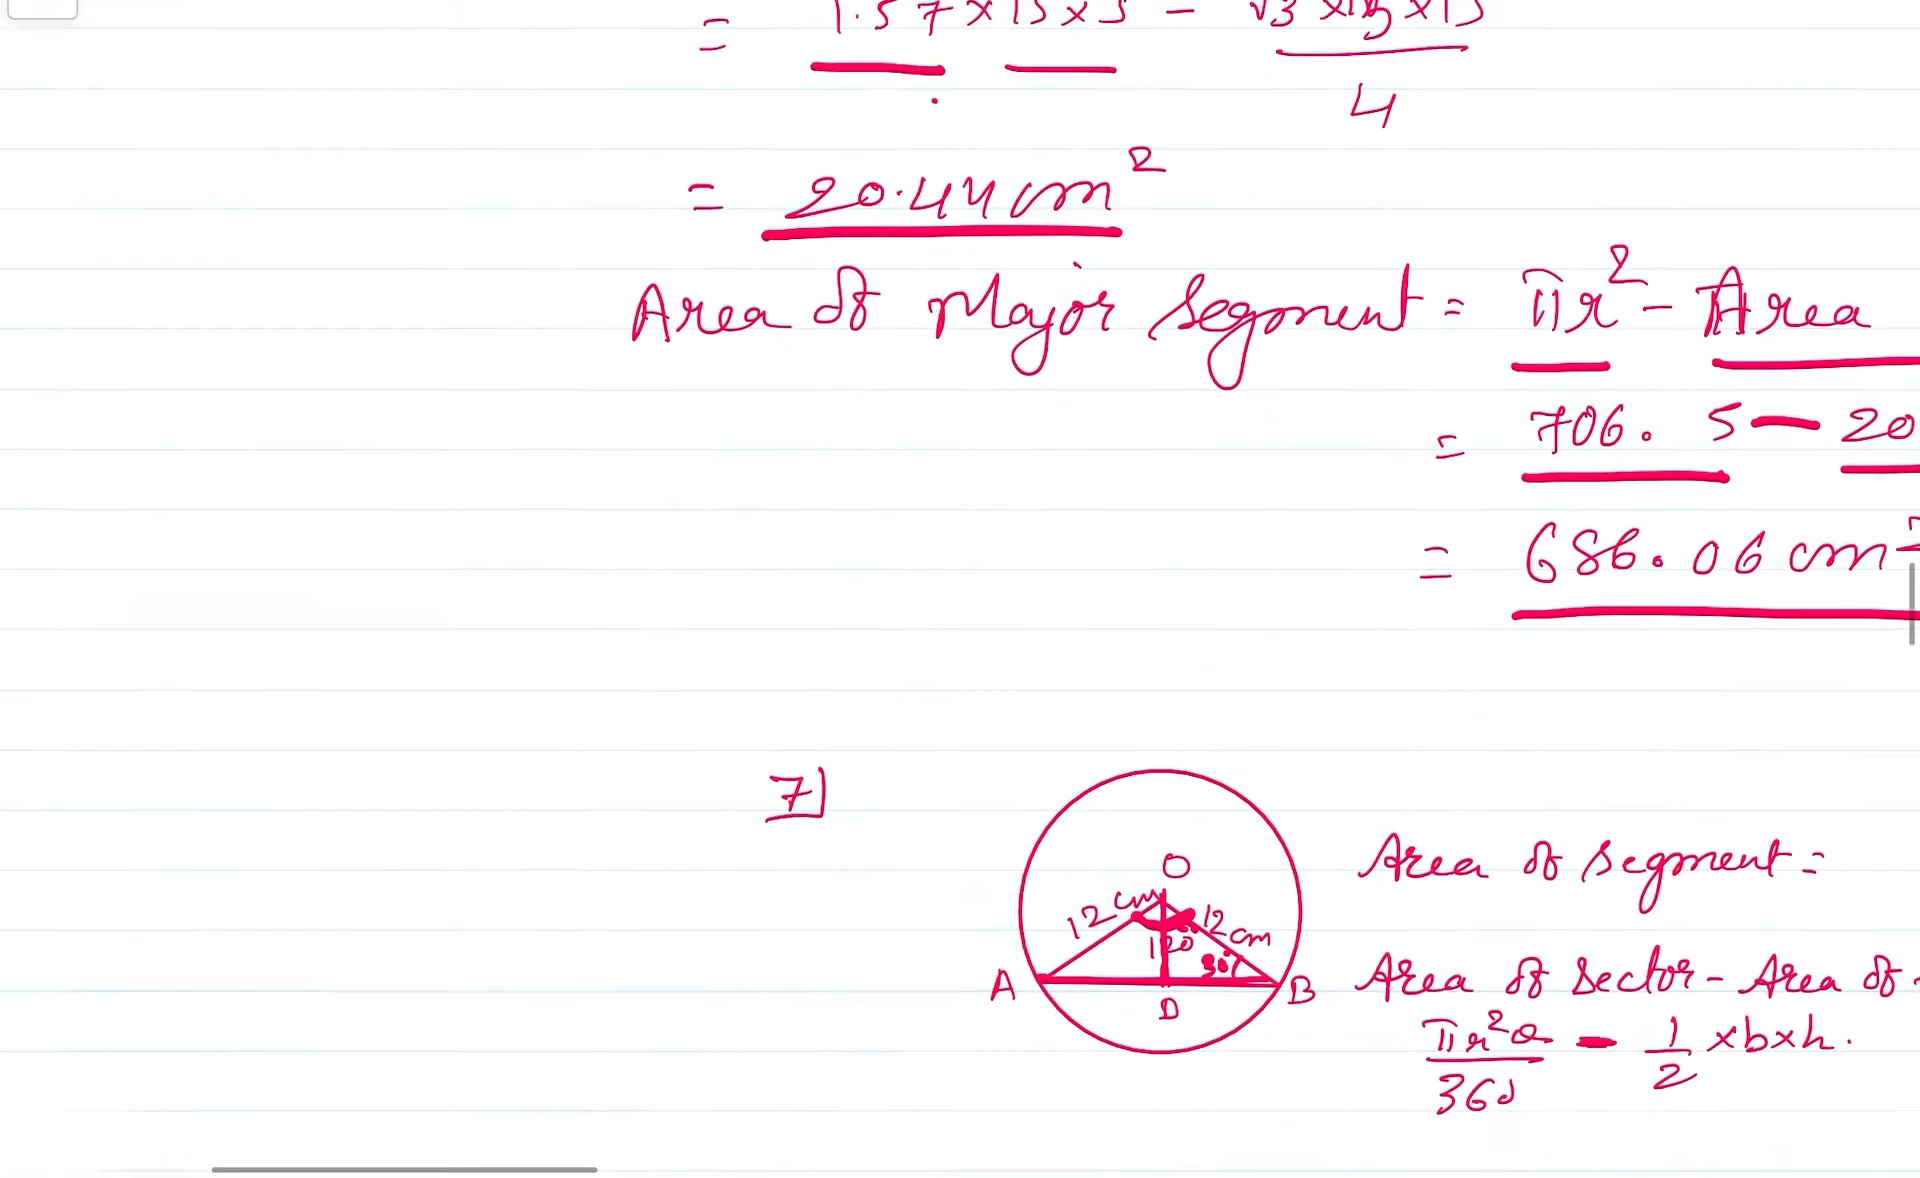 = 1.57 × 15 × 5 - √3 × 15 × 15
4
= 20.44 cm²
Area of Major Segment = πr² - Area
= 706.5 - 20
= 686.06 cm²
7]
O
12 cm
12 cm
120
30°
A
D
B
Area of segment =
Area of Sector - Area of
πr²θ/360 - 1/2 × b × h.